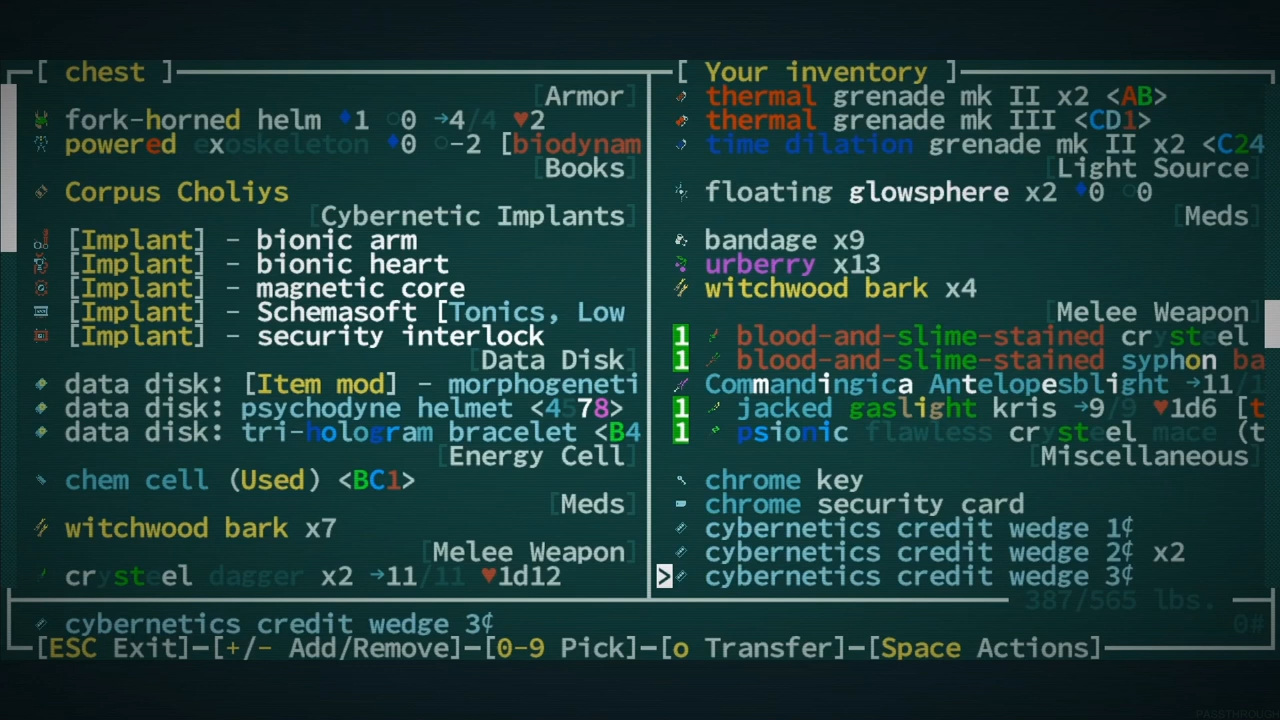 [ chest ]
[Armor]
fork-horned helm ♦1 ○0 →4/4 ♥2
powered exoskeleton ♦0 ○-2 [biodynam
[Books]
Corpus Choliys
[Cybernetic Implants]
[Implant] - bionic arm
[Implant] - bionic heart
[Implant] - magnetic core
[Implant] - Schemasoft [Tonics, Low
[Implant] - security interlock
[Data Disk]
data disk: [Item mod] - morphogeneti
data disk: psychodyne helmet <4578>
data disk: tri-hologram bracelet <B4
[Energy Cell]
chem cell (Used) <BC1>
[Meds]
witchwood bark x7
[Melee Weapon]
crysteel dagger x2 →11/11 ♥1d12
[ Your inventory ]
thermal grenade mk II x2 <AB>
thermal grenade mk III <CD1>
time dilation grenade mk II x2 <C24
[Light Source]
floating glowsphere x2 ♦0 ○0
[Meds]
bandage x9
urberry x13
witchwood bark x4
[Melee Weapon]
1 blood-and-slime-stained crysteel
1 blood-and-slime-stained syphon ba
Commandingica Antelopesblight →11/1
1 jacked gaslight kris →9/9 ♥1d6 [t
1 psionic flawless crysteel mace (t
[Miscellaneous]
chrome key
chrome security card
cybernetics credit wedge 1¢
cybernetics credit wedge 2¢ x2
> cybernetics credit wedge 3¢
387/565 lbs.
cybernetics credit wedge 3¢
0#
[ESC Exit]-[+/- Add/Remove]-[0-9 Pick]-[o Transfer]-[Space Actions]
PASSTHROUGH